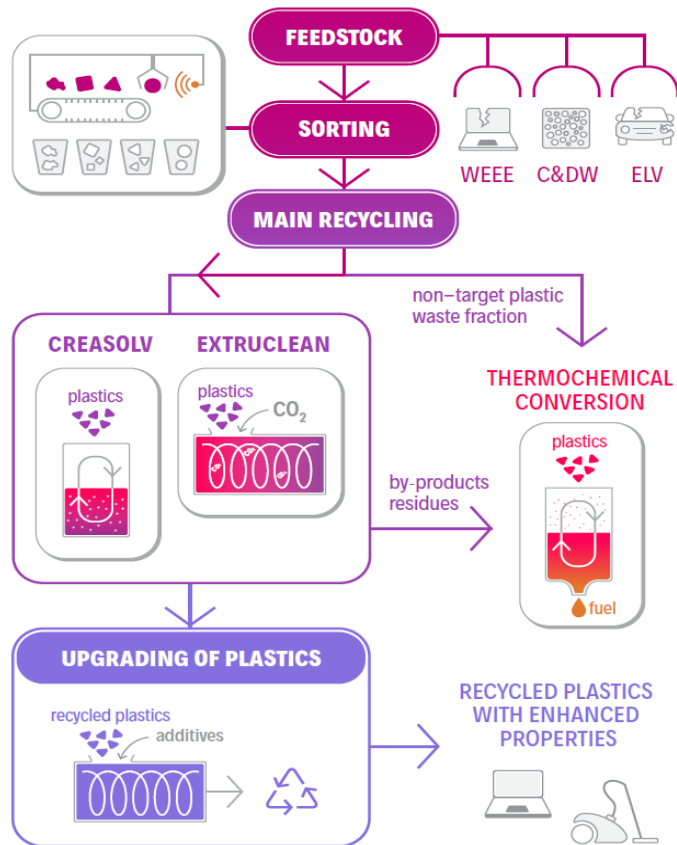 FEEDSTOCK
SORTING
WEEE
C&DW
ELV
MAIN RECYCLING
non–target plastic
waste fraction
CREASOLV
EXTRUCLEAN
plastics
plastics
CO₂
THERMOCHEMICAL
CONVERSION
plastics
by-products
residues
fuel
UPGRADING OF PLASTICS
recycled plastics
additives
RECYCLED PLASTICS
WITH ENHANCED
PROPERTIES